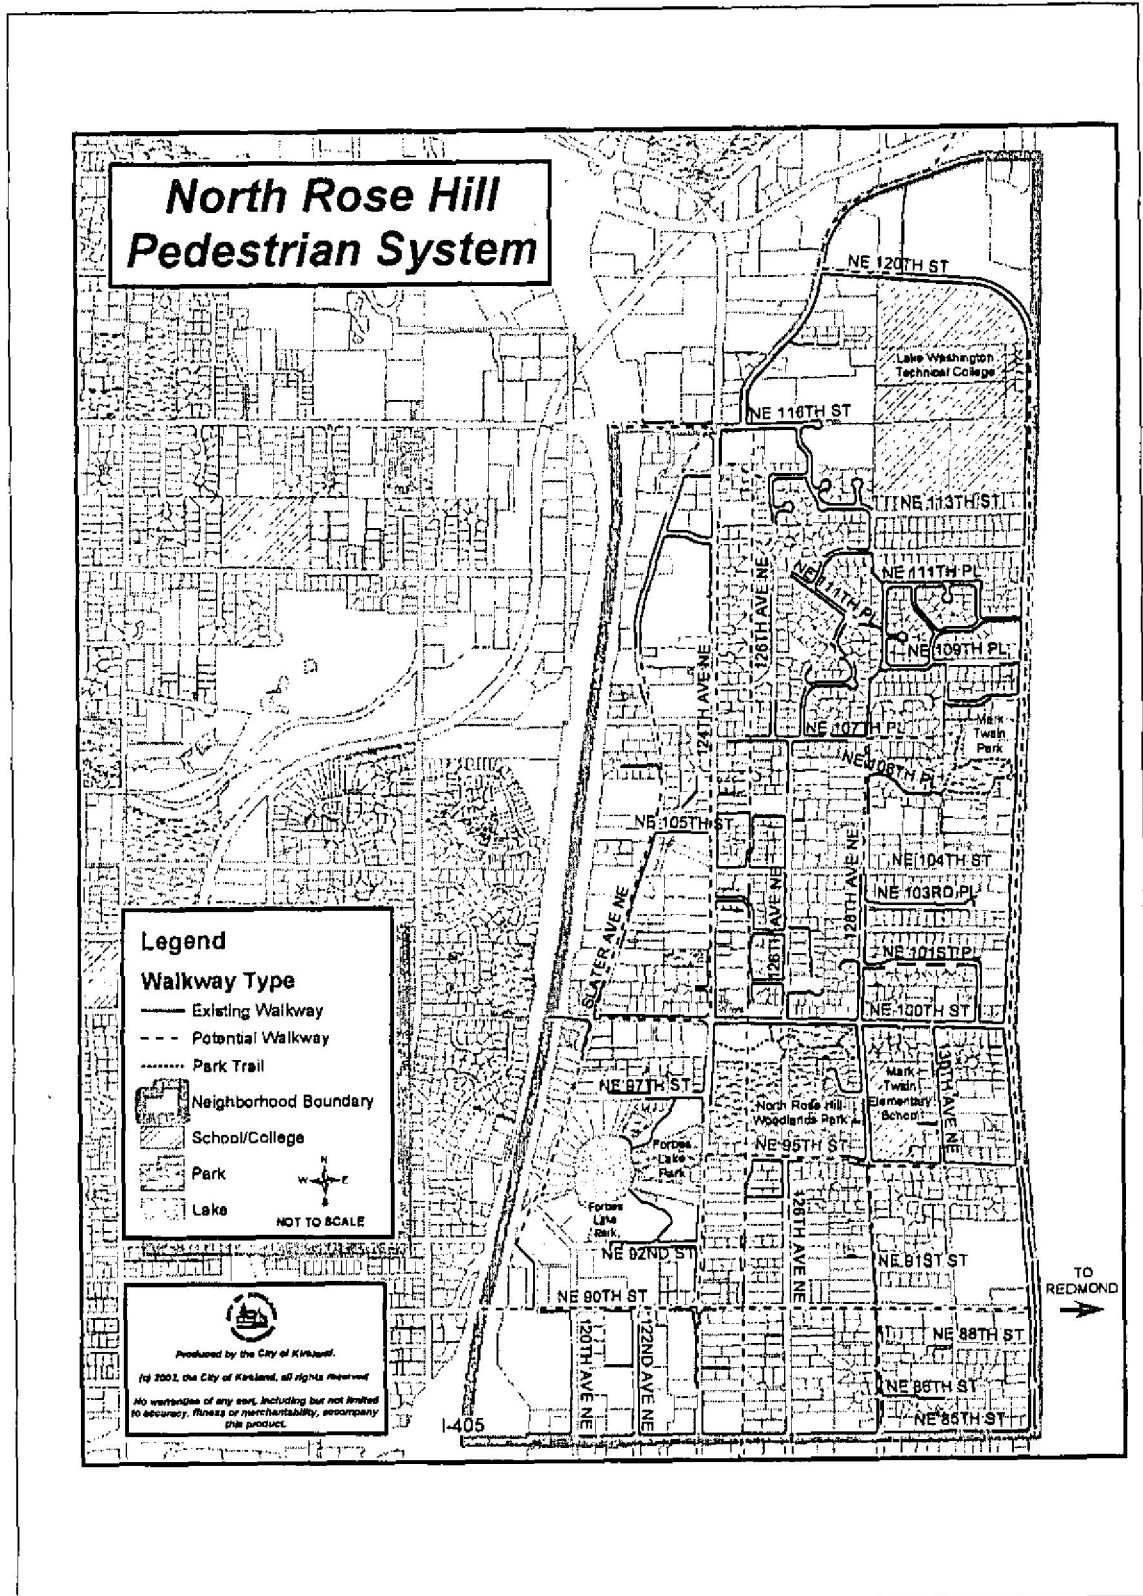 North Rose Hill
Pedestrian System
NE 120TH ST
Lake Washington
Technical College
NE 116TH ST
NE 113TH ST
NE 111TH PL
NE 111TH PL
126TH AVE NE
NE 109TH PL
124TH AVE NE
NE 107TH PL
Mark
Twain
Park
NE 106TH PL
NE 105TH ST
128TH AVE NE
NE 104TH ST
NE 103RD PL
126TH AVE NE
SLATER AVE NE
NE 101ST PL
NE 100TH ST
NE 97TH ST
Mark
Twain
Elementary
School
130TH AVE NE
North Rose Hill
Woodlands Park
NE 95TH ST
Forbes
Lake
Park
Forbes
Lake
Park
126TH AVE NE
NE 92ND ST
NE 91ST ST
NE 90TH ST
TO
REDMOND
120TH AVE NE
122ND AVE NE
NE 88TH ST
NE 86TH ST
NE 85TH ST
I-405
Legend
Walkway Type
Existing Walkway
Potential Walkway
Park Trail
Neighborhood Boundary
School/College
Park
Lake
N
W
E
NOT TO SCALE
Produced by the City of Kirkland.
(c) 2003, the City of Kirkland, all rights reserved
No warranties of any sort, including but not limited
to accuracy, fitness or merchantability, accompany
this product.